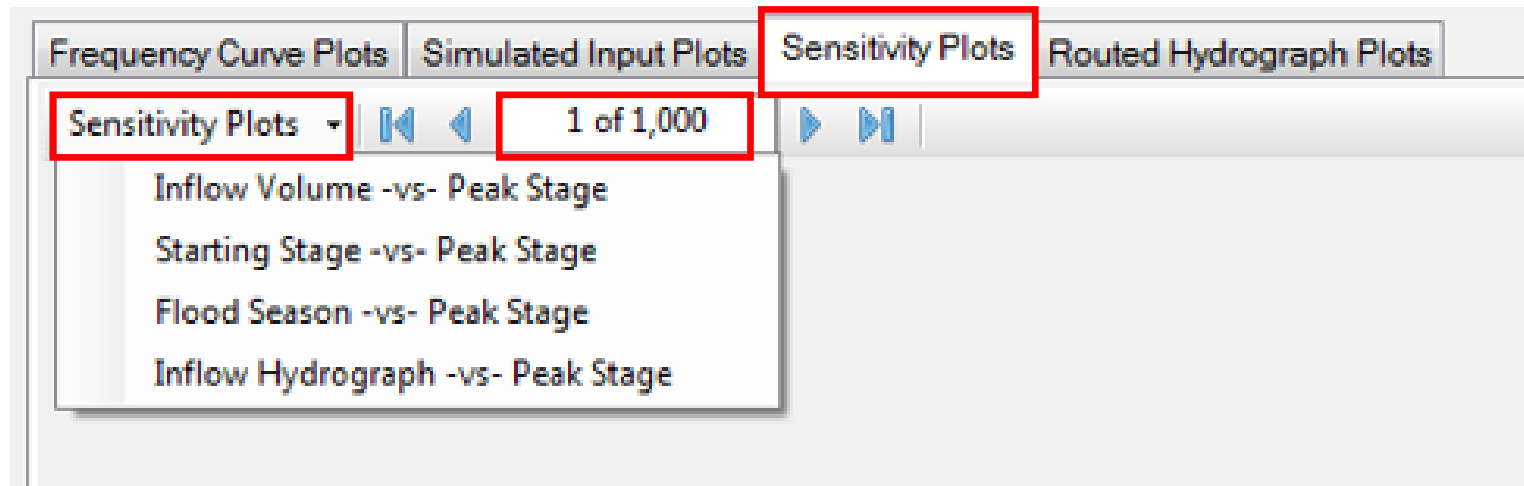 Frequency Curve Plots Simulated Input Plots Sensitivity Plots Routed Hydrograph Plots
Sensitivity Plots 1 of 1,000
Inflow Volume -vs- Peak Stage
Starting Stage -vs- Peak Stage
Flood Season -vs- Peak Stage
Inflow Hydrograph -vs- Peak Stage